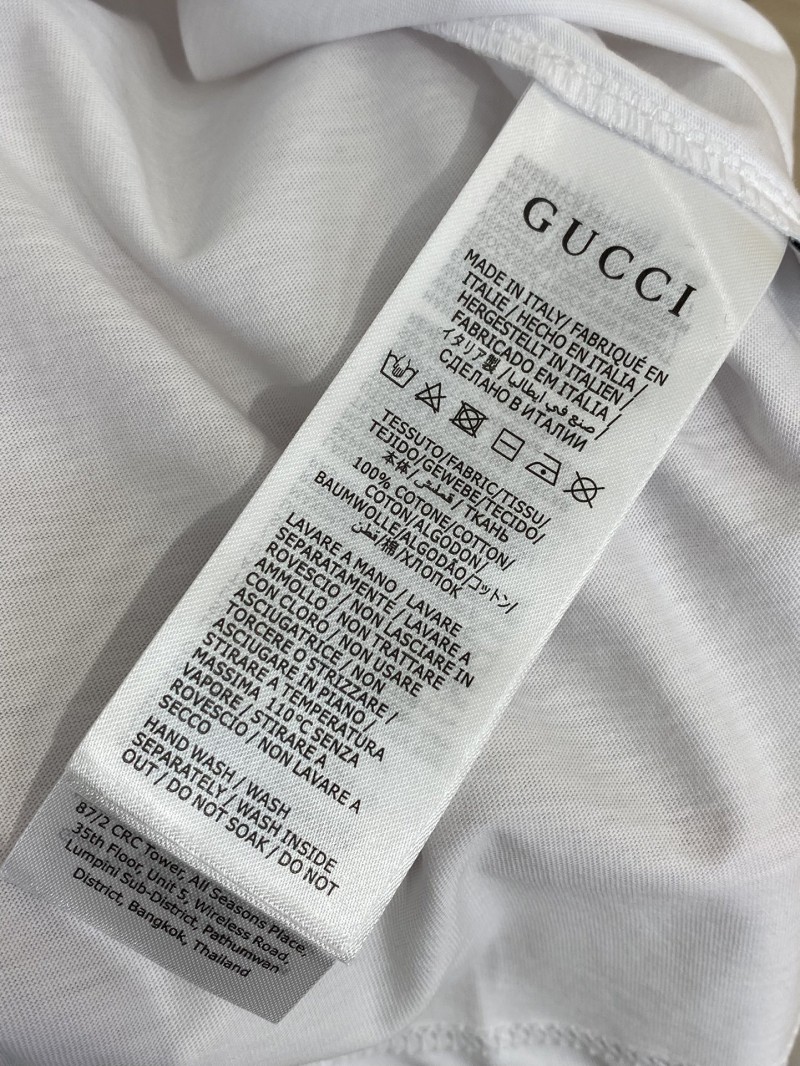 GUCCI
MADE IN ITALY/ FABRIQUÉ EN
ITALIE / HECHO EN ITALIA /
HERGESTELLT IN ITALIEN /
FABRICADO EM ITÁLIA /
イタリア製 / صنع في ايطاليا /
СДЕЛАНО В ИТАЛИИ
TESSUTO/FABRIC/TISSU/
TEJIDO/GEWEBE/TECIDO/
本体/قماش/ТКАНЬ
100% COTONE/COTTON/
COTON/ALGODON/
BAUMWOLLE/ALGODÃO/コットン/
قطن/棉/ХЛОПОК
LAVARE A MANO / LAVARE
SEPARATAMENTE / LAVARE A
ROVESCIO / NON LASCIARE IN
AMMOLLO / NON TRATTARE
CON CLORO / NON USARE
ASCIUGATRICE / NON
TORCERE O STRIZZARE /
ASCIUGARE IN PIANO /
STIRARE A TEMPERATURA
MASSIMA 110°C SENZA
VAPORE / STIRARE A
ROVESCIO / NON LAVARE A
SECCO
HAND WASH / WASH
SEPARATELY / WASH INSIDE
OUT / DO NOT SOAK / DO NOT
87/2 CRC Tower, All Seasons Place,
35th Floor, Unit 5, Wireless Road,
Lumpini Sub-District, Pathumwan
District, Bangkok, Thailand